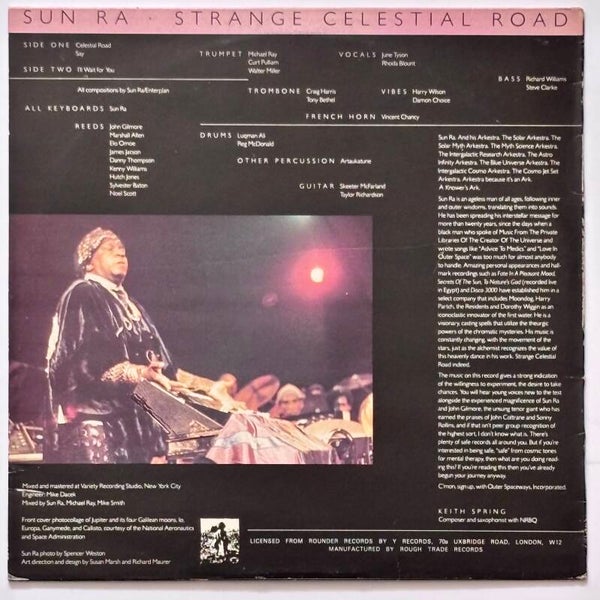 SUN RA · STRANGE CELESTIAL ROAD
SIDE ONE Celestial Road
Say
SIDE TWO I'll Wait for You
All compositions by Sun Ra/Enterplan
ALL KEYBOARDS Sun Ra
REEDS John Gilmore
Marshall Allen
Elo Omoe
James Jacson
Danny Thompson
Kenny Williams
Hutch Jones
Sylvester Baton
Noel Scott
TRUMPET Michael Ray
Curt Pulliam
Walter Miller
VOCALS June Tyson
Rhoda Blount
BASS Richard Williams
Steve Clarke
TROMBONE Craig Harris
Tony Bethel
VIBES Harry Wilson
Damon Choice
FRENCH HORN Vincent Chancy
DRUMS Luqman Ali
Reg McDonald
OTHER PERCUSSION Artaukature
GUITAR Skeeter McFarland
Taylor Richardson
Sun Ra. And his Arkestra. The Solar Arkestra. The
Solar Myth Arkestra. The Myth Science Arkestra.
The Intergalactic Research Arkestra. The Astro
Infinity Arkestra. The Blue Universe Arkestra. The
Intergalactic Cosmo Arkestra. The Cosmo Jet Set
Arkestra. Arkestra because it's an Ark.
A Knower's Ark.
Sun Ra is an ageless man of all ages, following inner
and outer wisdoms, translating them into sounds.
He has been spreading his interstellar message for
more than twenty years, since the days when a
black man who spoke of Music From The Private
Libraries Of The Creator Of The Universe and
wrote songs like "Advice To Medics" and "Love in
Outer Space" was too much for almost anybody
to handle. Amazing personal appearances and hall-
mark recordings such as Fate In A Pleasant Mood,
Secrets Of The Sun, To Nature's God (recorded live
in Egypt) and Disco 3000 have established him in a
select company that includes Moondog, Harry
Partch, the Residents and Dorothy Wiggin as an
iconoclastic innovator of the first water. He is a
visionary, casting spells that utilize the theurgic
powers of the chromatic mysteries. His music is
constantly changing, with the movement of the
stars, just as the alchemist recognizes the value of
this heavenly dance in his work. Strange Celestial
Road indeed.
The music on this record gives a strong indication
of the willingness to experiment, the desire to take
chances. You will hear young voices new to the text
alongside the experienced magnificence of Sun Ra
and John Gilmore, the unsung tenor giant who has
earned the praises of John Coltrane and Sonny
Rollins, and if that isn't peer group recognition of
the highest sort, I don't know what is. There's
plenty of safe records all around you. But if you're
interested in being safe, "safe" from cosmic tones
for mental therapy, then what are you doing read-
ing this? If you're reading this then you've already
begun your journey anyway.
C'mon, sign up, with Outer Spaceways, Incorporated.
KEITH SPRING
Composer and saxophonist with NRBQ
Mixed and mastered at Variety Recording Studio, New York City
Engineer: Mike Dacek
Mixed by Sun Ra, Michael Ray, Mike Smith
Front cover photocollage of Jupiter and its four Galilean moons, Io,
Europa, Ganymede, and Callisto, courtesy of the National Aeronautics
and Space Administration
Sun Ra photo by Spencer Weston
Art direction and design by Susan Marsh and Richard Maurer
LICENSED FROM ROUNDER RECORDS BY Y RECORDS, 70a UXBRIDGE ROAD, LONDON, W12
MANUFACTURED BY ROUGH TRADE RECORDS